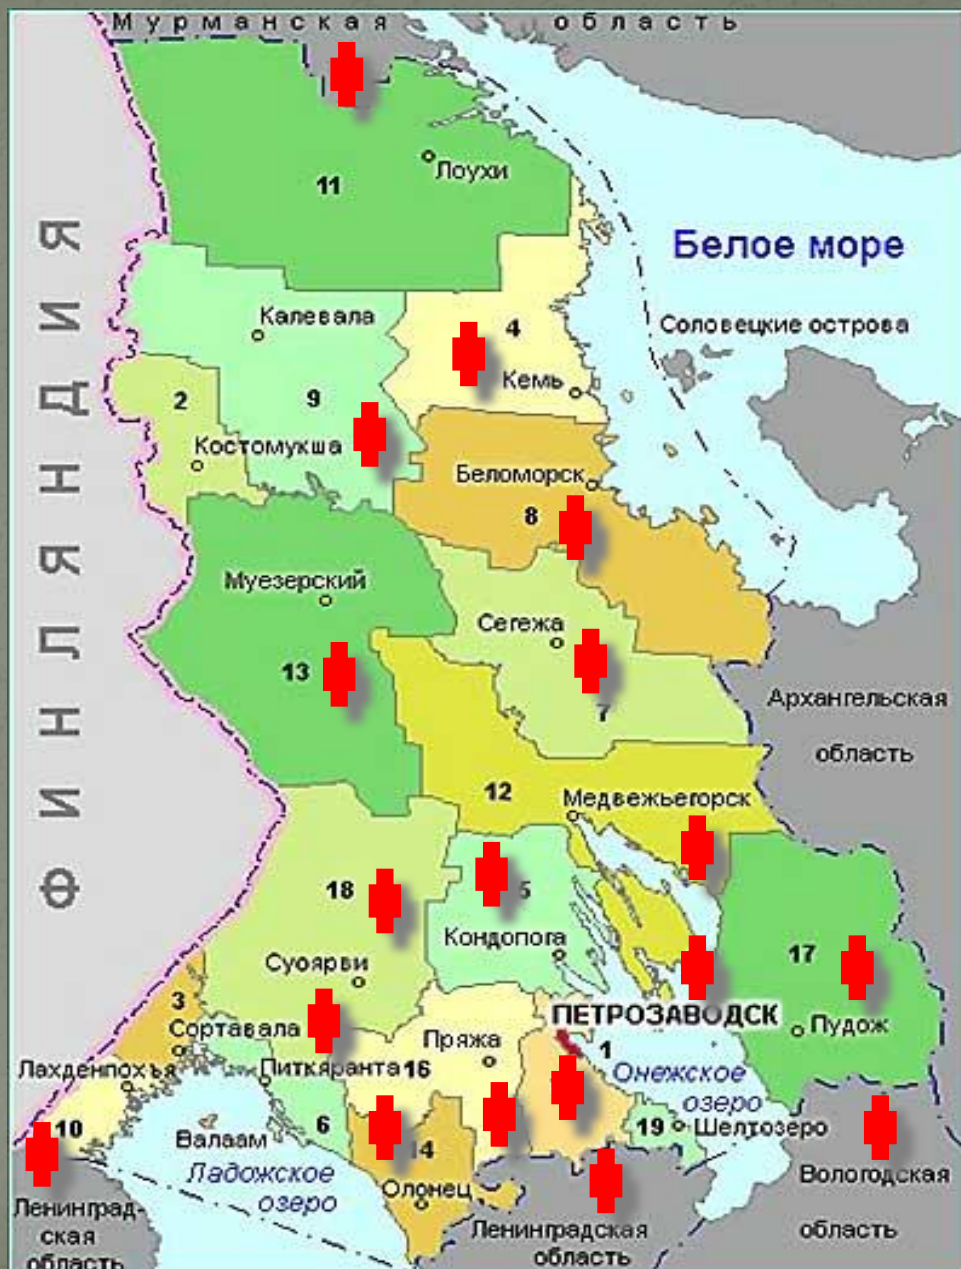 Мурманская область
ФИНЛЯНДИЯ
Лоухи
11
Белое море
Калевала
4
Соловецкие острова
Кемь
2
9
Костомукша
Беломорск
8
Муезерский
Сегежа
13
7
Архангельская
область
12
Медвежьегорск
18
5
Кондопога
17
Суоярви
3
ПЕТРОЗАВОДСК
Сортавала
Пряжа
Пудож
1
Лахденпохъя
Питкяранта
16
Онежское
озеро
10
6
19
Шелтозеро
Валаам
Ладожское
озеро
14
Олонец
Вологодская
область
Ленинград-
ская
область
Ленинградская
область